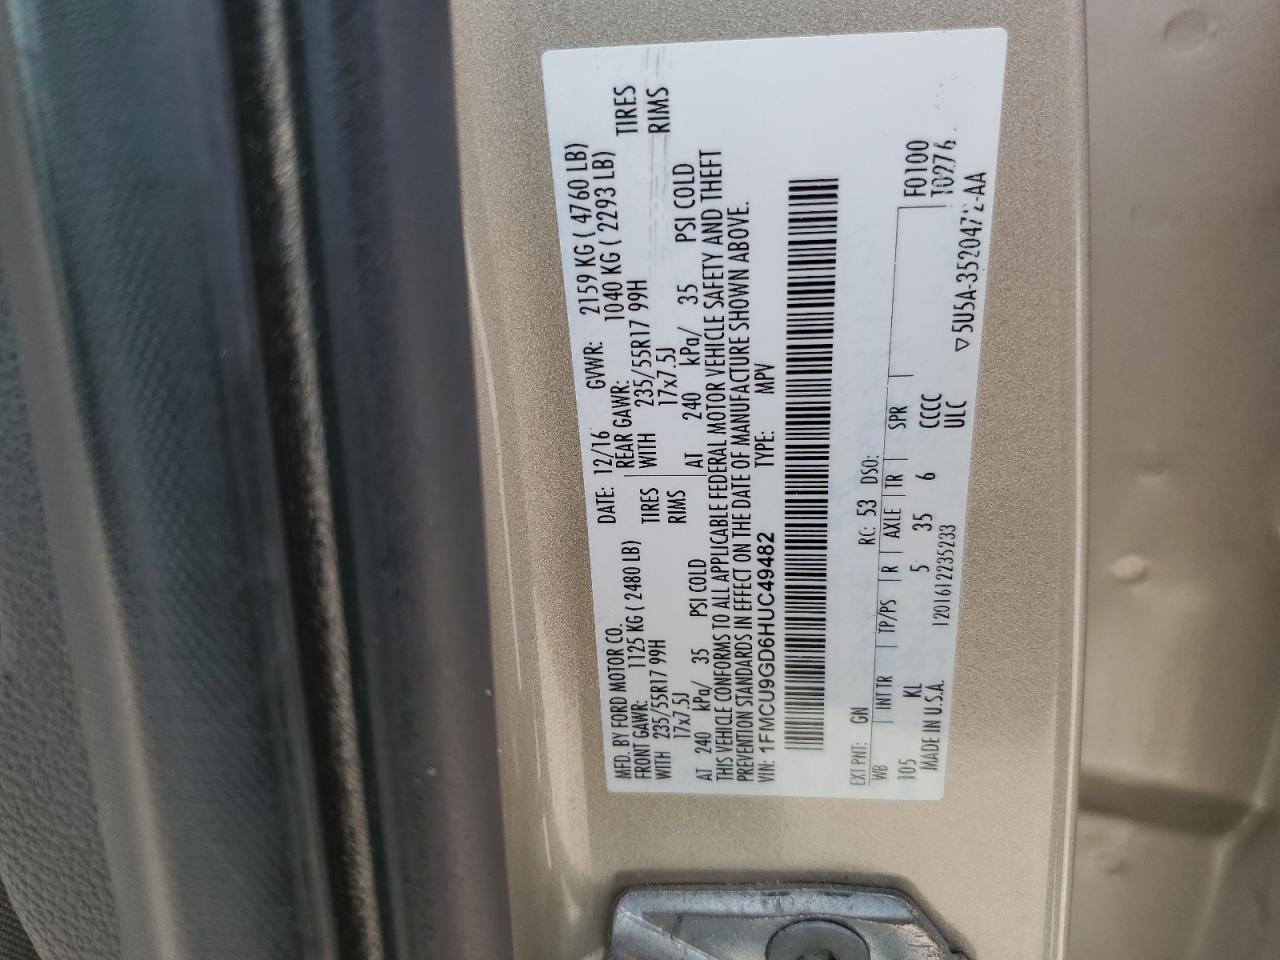 MFD. BY FORD MOTOR CO.
DATE: 12/16 GVWR: 2159 KG ( 4760 LB)
FRONT GAWR: 1125 KG ( 2480 LB)
REAR GAWR: 1040 KG ( 2293 LB)
WITH 235/55R17 99H TIRES
WITH 235/55R17 99H TIRES
17x7.5J RIMS
17x7.5J RIMS
AT 240 kPa/ 35 PSI COLD
AT 240 kPa/ 35 PSI COLD
THIS VEHICLE CONFORMS TO ALL APPLICABLE FEDERAL MOTOR VEHICLE SAFETY AND THEFT
PREVENTION STANDARDS IN EFFECT ON THE DATE OF MANUFACTURE SHOWN ABOVE.
VIN: 1FMCU9GD6HUC49482 TYPE: MPV
EXT PNT: GN RC: 53 DSO:
WB INT TR TP/PS R AXLE TR SPR F0100
105 KL 5 35 6 CCCC T0276
MADE IN U.S.A. 1201612235233 ULC
▽5U5A-3520472-AA